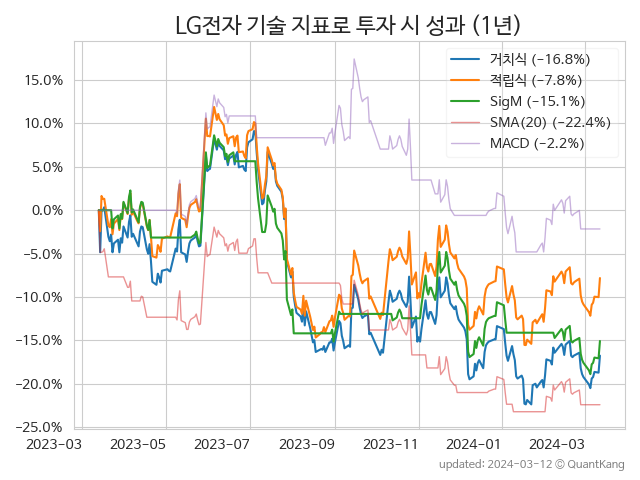 LG전자 기술 지표로 투자 시 성과 (1년)
거치식 (−16.8%)
적립식 (−7.8%)
SigM (−15.1%)
SMA(20) (−22.4%)
MACD (−2.2%)
15.0%
10.0%
5.0%
0.0%
−5.0%
−10.0%
−15.0%
−20.0%
−25.0%
2023-03 2023-05 2023-07 2023-09 2023-11 2024-01 2024-03
updated: 2024-03-12 © QuantKang